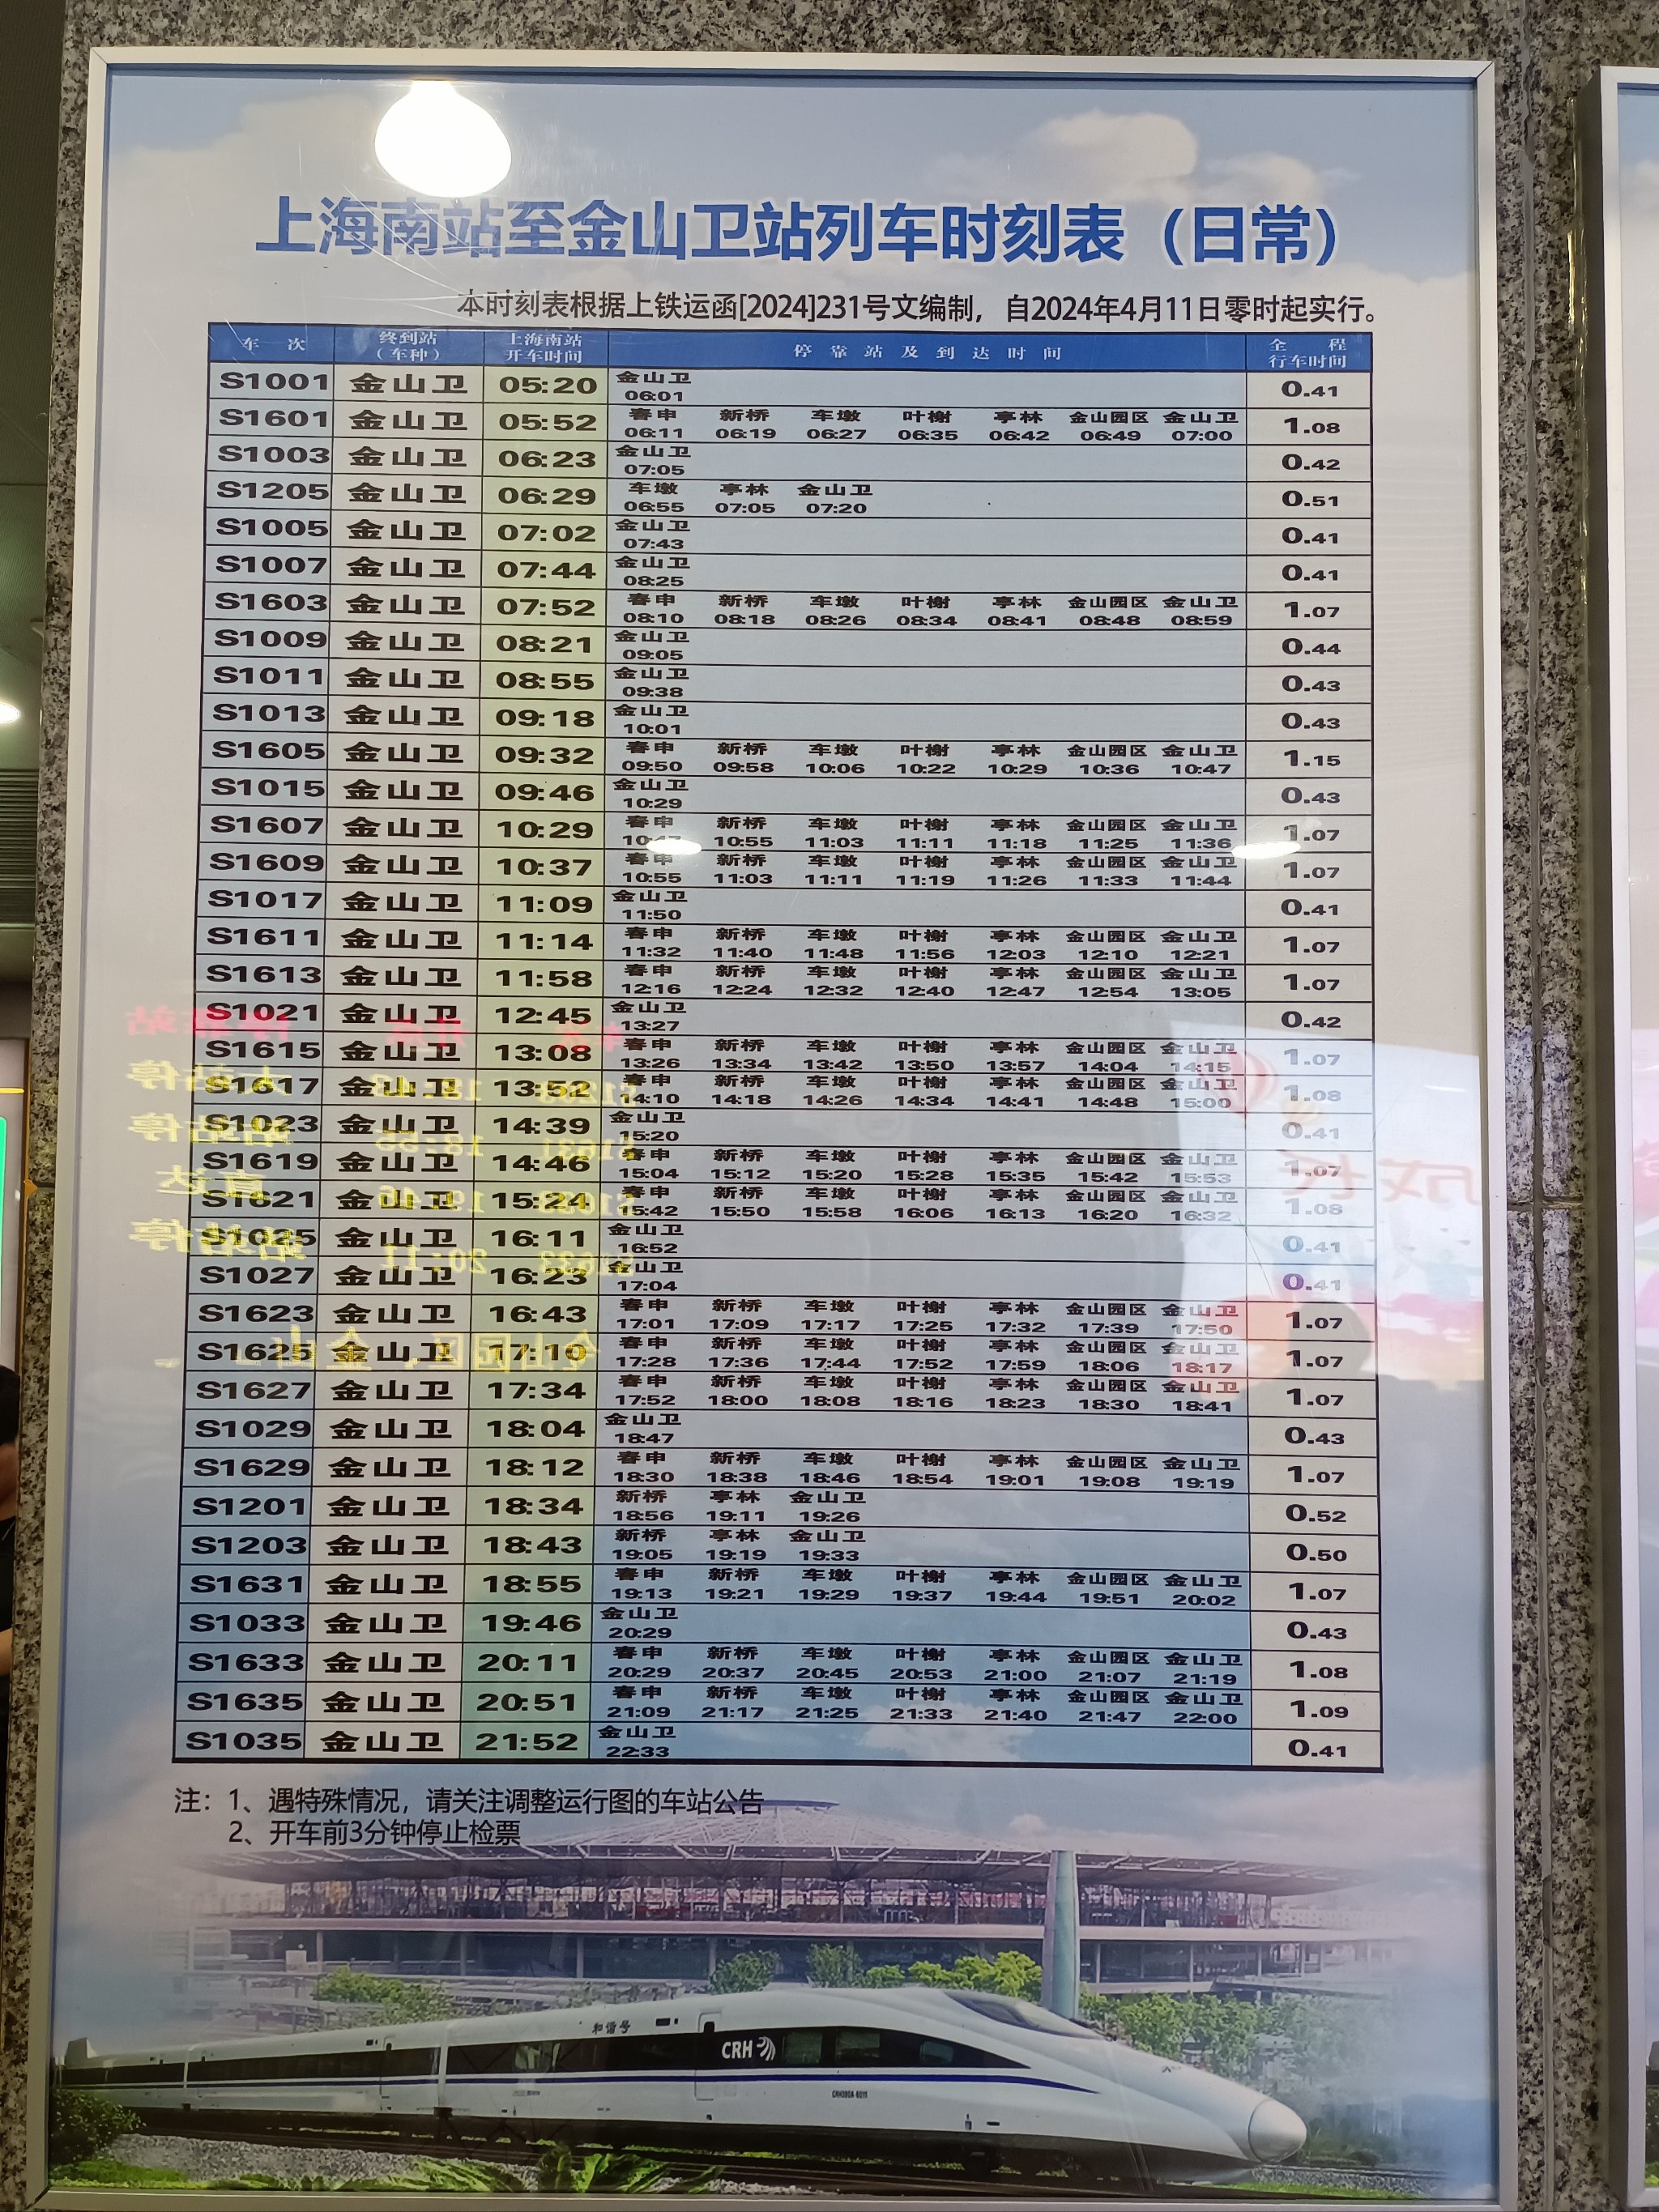 上海南站至金山卫站列车时刻表（日常）
本时刻表根据上铁运函[2024]231号文编制，自2024年4月11日零时起实行。
车次 终到站（车种） 上海南站开车时间 停靠站及到达时间 全程行车时间
S1001 金山卫 05:20 金山卫 06:01 0.41
S1601 金山卫 05:52 春申 06:11 新桥 06:19 车墩 06:27 叶榭 06:35 亭林 06:42 金山园区 06:49 金山卫 07:00 1.08
S1003 金山卫 06:23 金山卫 07:05 0.42
S1205 金山卫 06:29 车墩 06:55 亭林 07:05 金山卫 07:20 0.51
S1005 金山卫 07:02 金山卫 07:43 0.41
S1007 金山卫 07:44 金山卫 08:25 0.41
S1603 金山卫 07:52 春申 08:10 新桥 08:18 车墩 08:26 叶榭 08:34 亭林 08:41 金山园区 08:48 金山卫 08:59 1.07
S1009 金山卫 08:21 金山卫 09:05 0.44
S1011 金山卫 08:55 金山卫 09:38 0.43
S1013 金山卫 09:18 金山卫 10:01 0.43
S1605 金山卫 09:32 春申 09:50 新桥 09:58 车墩 10:06 叶榭 10:22 亭林 10:29 金山园区 10:36 金山卫 10:47 1.15
S1015 金山卫 09:46 金山卫 10:29 0.43
S1607 金山卫 10:29 春申 10:47 新桥 10:55 车墩 11:03 叶榭 11:11 亭林 11:18 金山园区 11:25 金山卫 11:36 1.07
S1609 金山卫 10:37 春申 10:55 新桥 11:03 车墩 11:11 叶榭 11:19 亭林 11:26 金山园区 11:33 金山卫 11:44 1.07
S1017 金山卫 11:09 金山卫 11:50 0.41
S1611 金山卫 11:14 春申 11:32 新桥 11:40 车墩 11:48 叶榭 11:56 亭林 12:03 金山园区 12:10 金山卫 12:21 1.07
S1613 金山卫 11:58 春申 12:16 新桥 12:24 车墩 12:32 叶榭 12:40 亭林 12:47 金山园区 12:54 金山卫 13:05 1.07
S1021 金山卫 12:45 金山卫 13:27 0.42
S1615 金山卫 13:08 春申 13:26 新桥 13:34 车墩 13:42 叶榭 13:50 亭林 13:57 金山园区 14:04 金山卫 14:15 1.07
S1617 金山卫 13:52 春申 14:10 新桥 14:18 车墩 14:26 叶榭 14:34 亭林 14:41 金山园区 14:48 金山卫 15:00 1.08
S1023 金山卫 14:39 金山卫 15:20 0.41
S1619 金山卫 14:46 春申 15:04 新桥 15:12 车墩 15:20 叶榭 15:28 亭林 15:35 金山园区 15:42 金山卫 15:53 1.07
S1621 金山卫 15:24 春申 15:42 新桥 15:50 车墩 15:58 叶榭 16:06 亭林 16:13 金山园区 16:20 金山卫 16:32 1.08
S1025 金山卫 16:11 金山卫 16:52 0.41
S1027 金山卫 16:23 金山卫 17:04 0.41
S1623 金山卫 16:43 春申 17:01 新桥 17:09 车墩 17:17 叶榭 17:25 亭林 17:32 金山园区 17:39 金山卫 17:50 1.07
S1625 金山卫 17:10 春申 17:28 新桥 17:36 车墩 17:44 叶榭 17:52 亭林 17:59 金山园区 18:06 金山卫 18:17 1.07
S1627 金山卫 17:34 春申 17:52 新桥 18:00 车墩 18:08 叶榭 18:16 亭林 18:23 金山园区 18:30 金山卫 18:41 1.07
S1029 金山卫 18:04 金山卫 18:47 0.43
S1629 金山卫 18:12 春申 18:30 新桥 18:38 车墩 18:46 叶榭 18:54 亭林 19:01 金山园区 19:08 金山卫 19:19 1.07
S1201 金山卫 18:34 新桥 18:56 亭林 19:11 金山卫 19:26 0.52
S1203 金山卫 18:43 新桥 19:05 亭林 19:19 金山卫 19:33 0.50
S1631 金山卫 18:55 春申 19:13 新桥 19:21 车墩 19:29 叶榭 19:37 亭林 19:44 金山园区 19:51 金山卫 20:02 1.07
S1033 金山卫 19:46 金山卫 20:29 0.43
S1633 金山卫 20:11 春申 20:29 新桥 20:37 车墩 20:45 叶榭 20:53 亭林 21:00 金山园区 21:07 金山卫 21:19 1.08
S1635 金山卫 20:51 春申 21:09 新桥 21:17 车墩 21:25 叶榭 21:33 亭林 21:40 金山园区 21:47 金山卫 22:00 1.09
S1035 金山卫 21:52 金山卫 22:33 0.41
注：1、遇特殊情况，请关注调整运行图的车站公告
2、开车前3分钟停止检票
和谐号
CRH